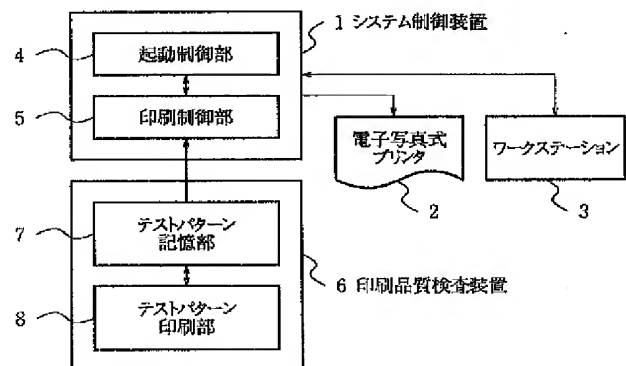 1 システム制御装置
4
起動制御部
5
印刷制御部
電子写真式
プリンタ
ワークステーション
2
3
7
テストパターン
記憶部
6 印刷品質検査装置
8
テストパターン
印刷部